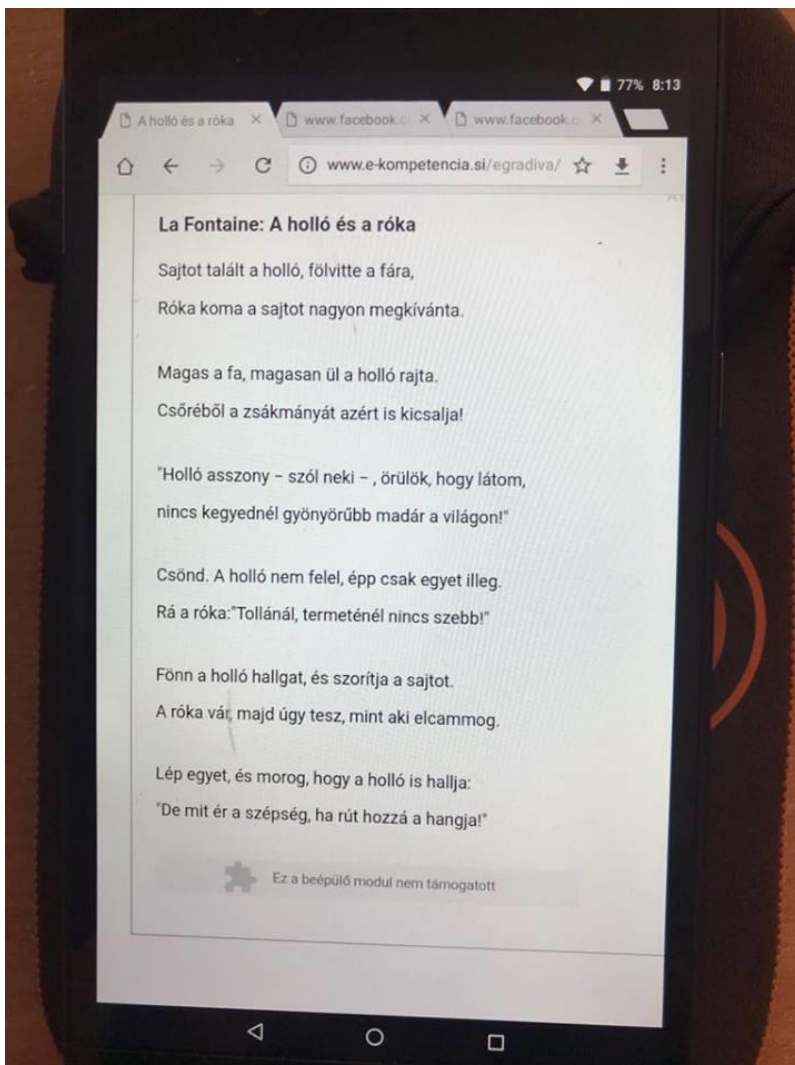 77% 8:13
A holló és a róka × www.facebook.c × www.facebook.c ×
www.e-kompetencia.si/egradiva/
La Fontaine: A holló és a róka
Sajtot talált a holló, fölvitte a fára,
Róka koma a sajtot nagyon megkívánta.
Magas a fa, magasan ül a holló rajta.
Csőréből a zsákmányát azért is kicsalja!
"Holló asszony – szól neki – , örülök, hogy látom,
nincs kegyednél gyönyörűbb madár a világon!"
Csönd. A holló nem felel, épp csak egyet illeg.
Rá a róka:"Tollánál, termeténél nincs szebb!"
Fönn a holló hallgat, és szorítja a sajtot.
A róka vár, majd úgy tesz, mint aki elcammog.
Lép egyet, és morog, hogy a holló is hallja:
"De mit ér a szépség, ha rút hozzá a hangja!"
Ez a beépülő modul nem támogatott